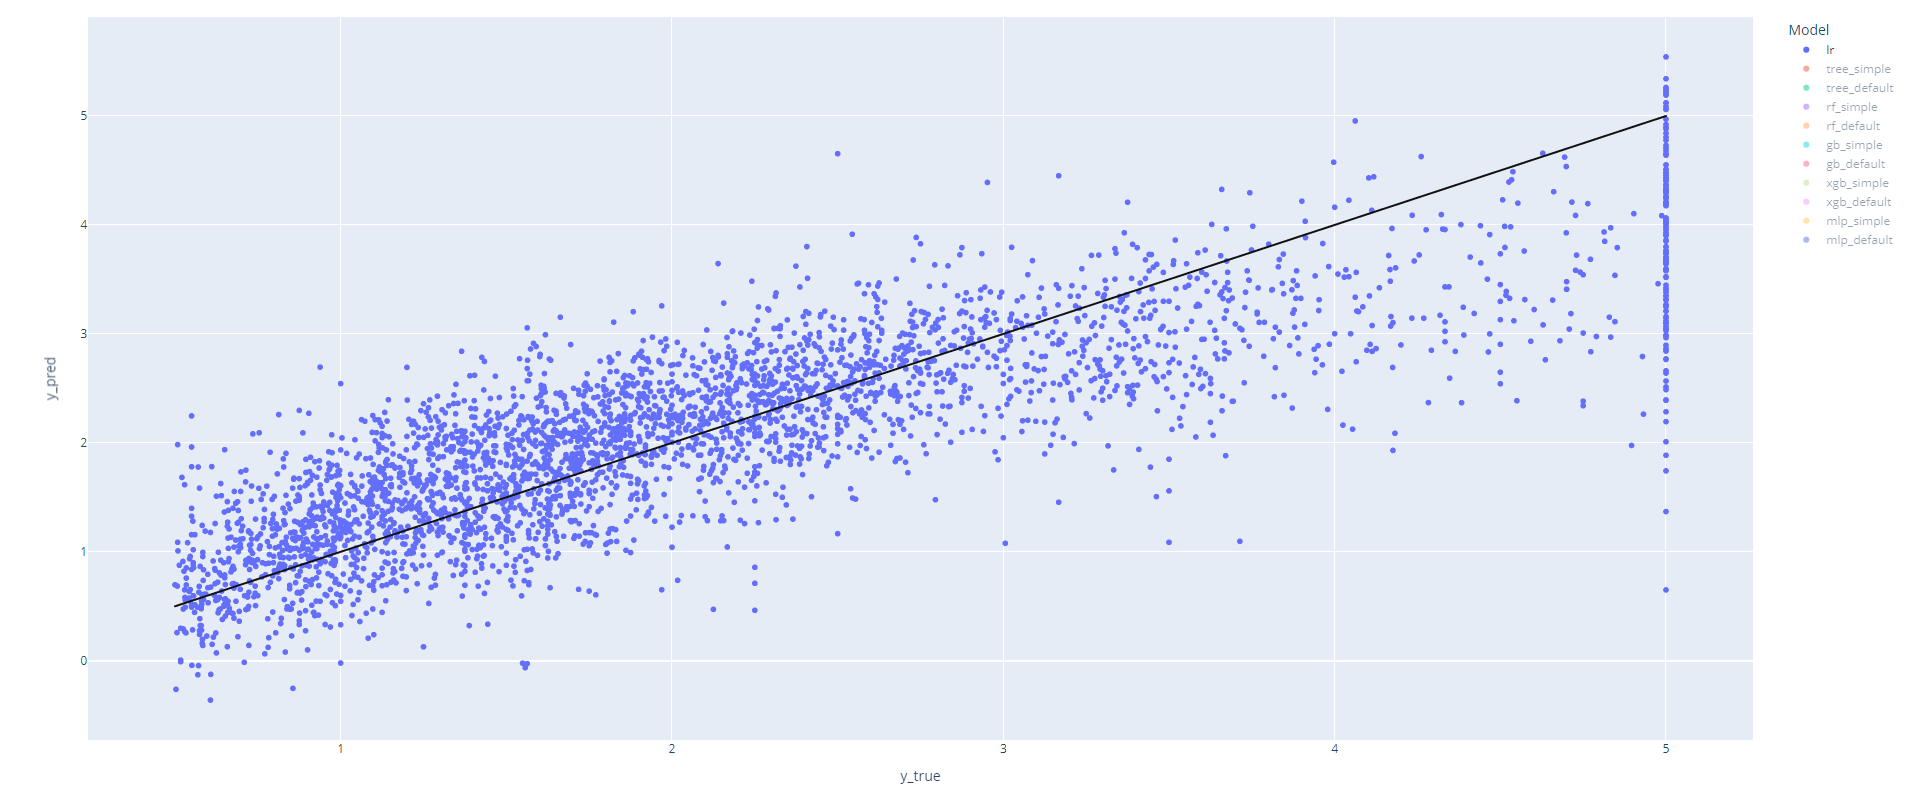 Model
lr
tree_simple
tree_default
rf_simple
rf_default
gb_simple
gb_default
xgb_simple
xgb_default
mlp_simple
mlp_default
y_pred
5
4
3
2
1
0
1 2 3 4 5
y_true